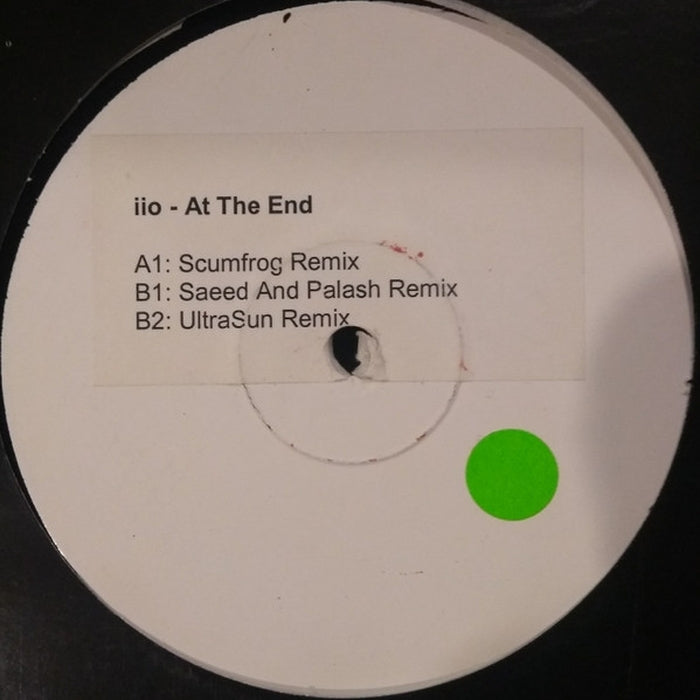 iio - At The End
A1: Scumfrog Remix
B1: Saeed And Palash Remix
B2: UltraSun Remix